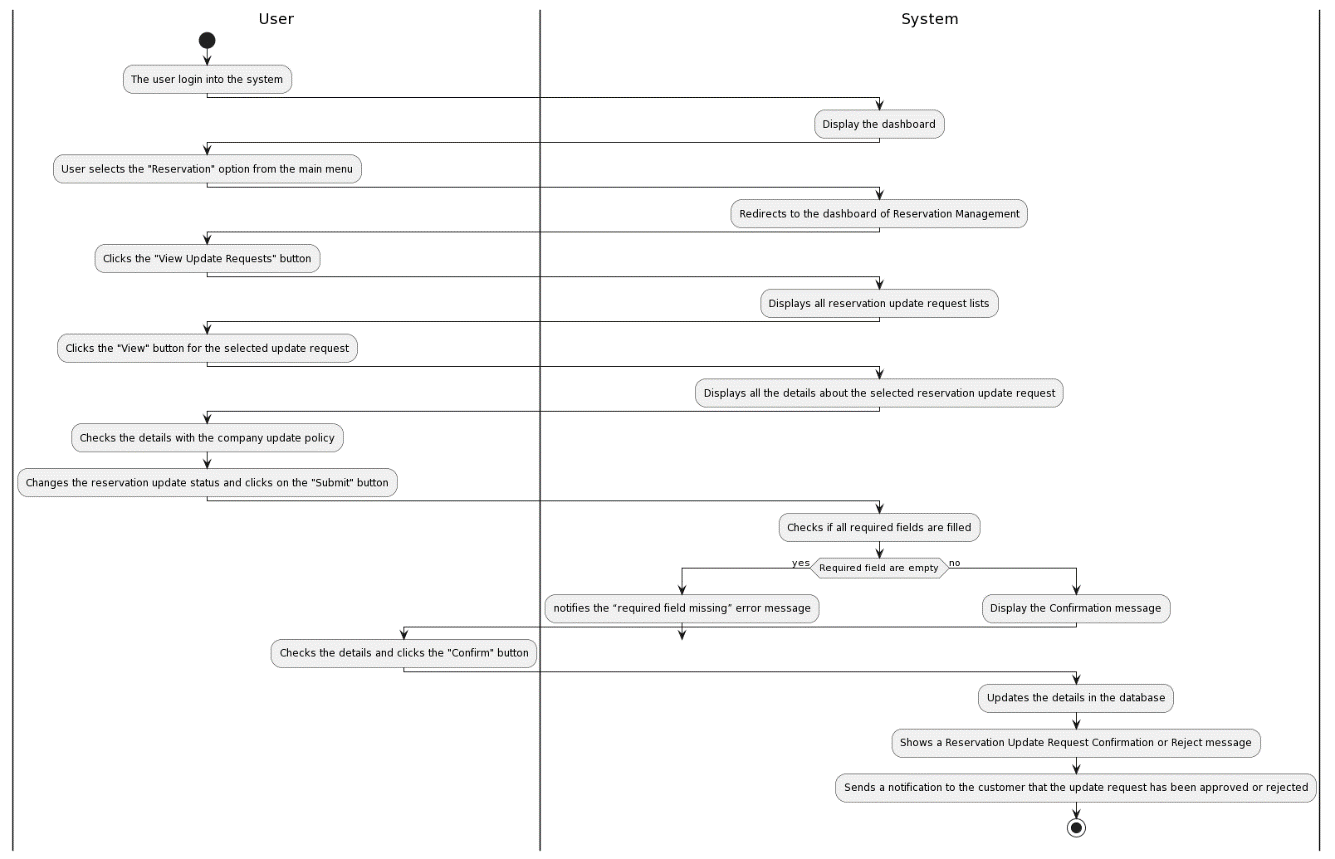 User
System
The user login into the system
Display the dashboard
User selects the "Reservation" option from the main menu
Redirects to the dashboard of Reservation Management
Clicks the "View Update Requests" button
Displays all reservation update request lists
Clicks the "View" button for the selected update request
Displays all the details about the selected reservation update request
Checks the details with the company update policy
Changes the reservation update status and clicks on the "Submit" button
Checks if all required fields are filled
yes
Required field are empty
no
notifies the “required field missing” error message
Display the Confirmation message
Checks the details and clicks the "Confirm" button
Updates the details in the database
Shows a Reservation Update Request Confirmation or Reject message
Sends a notification to the customer that the update request has been approved or rejected